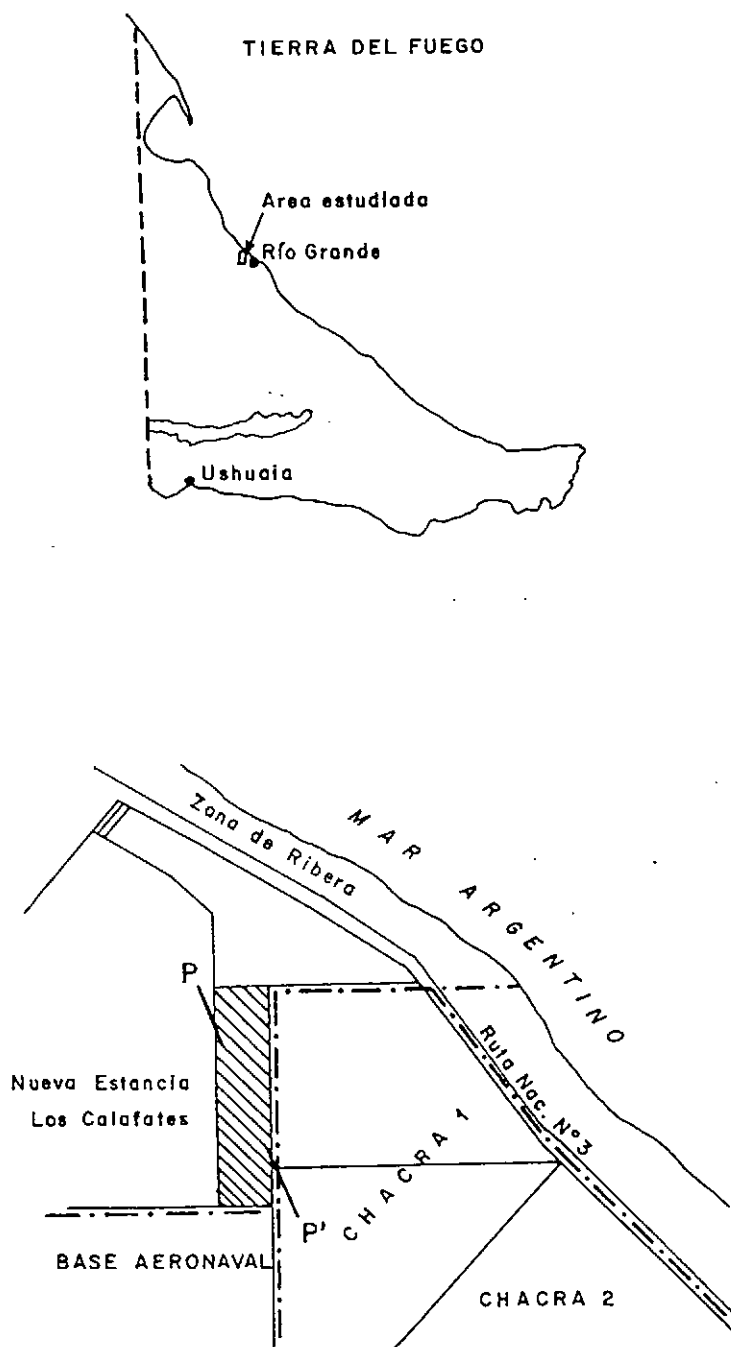 TIERRA DEL FUEGO
Area estudiada
Río Grande
Ushuaia
Zona de Ribera
MAR ARGENTINO
P
Nueva Estancia
Los Calafates
Ruta Nac. Nº3
CHACRA 1
P'
BASE AERONAVAL
CHACRA 2